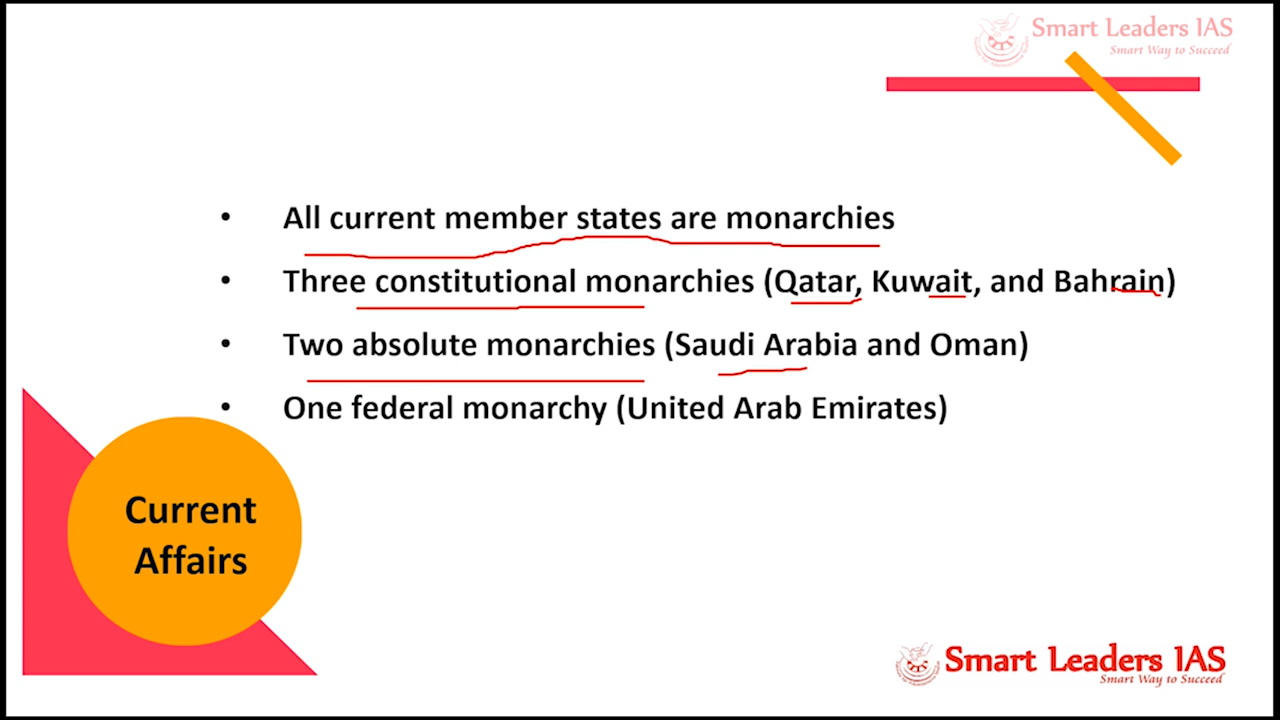 Smart Leaders IAS
Smart Way to Succeed
• All current member states are monarchies
• Three constitutional monarchies (Qatar, Kuwait, and Bahrain)
• Two absolute monarchies (Saudi Arabia and Oman)
• One federal monarchy (United Arab Emirates)
Current
Affairs
Smart Leaders IAS
Smart Way to Succeed